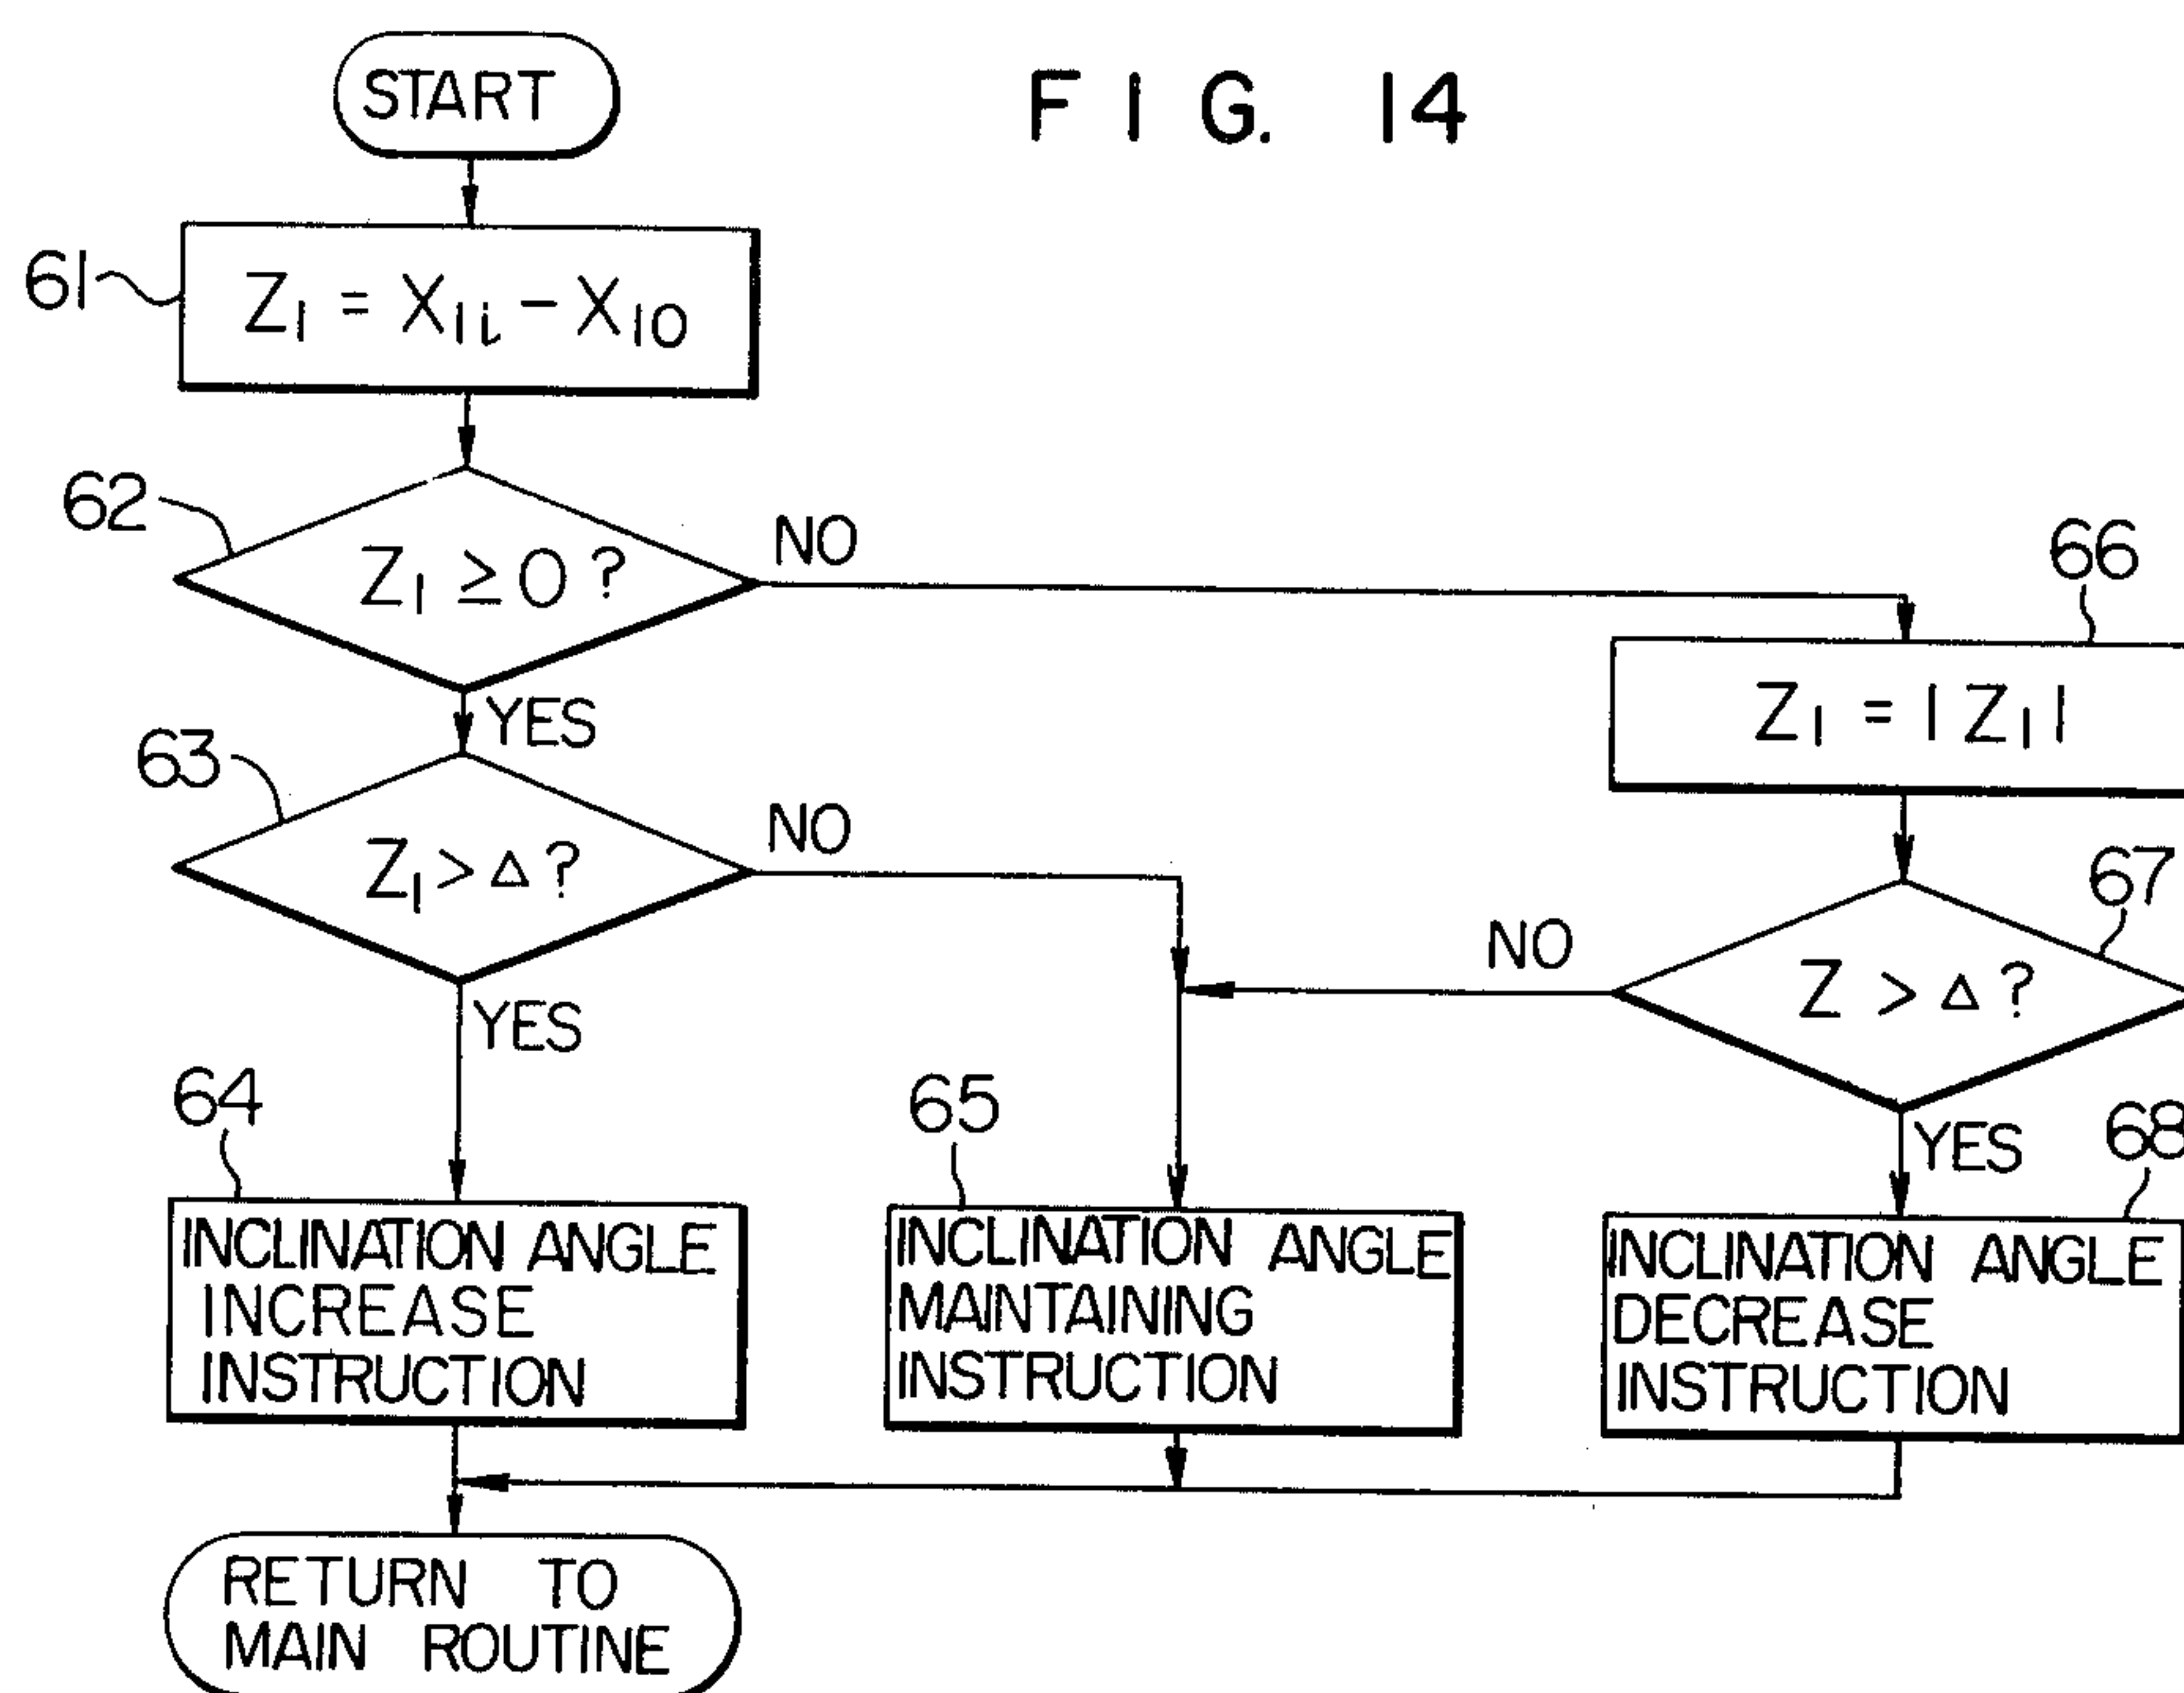 START
F I G. 14
61
Z₁ = X₁ᵢ − X₁₀
62
Z₁ ≥ 0 ?
NO
66
YES
Z₁ = | Z₁ |
63
Z₁ > Δ ?
NO
67
NO
Z > Δ ?
YES
64
65
YES
68
INCLINATION ANGLE
INCREASE
INSTRUCTION
INCLINATION ANGLE
MAINTAINING
INSTRUCTION
INCLINATION ANGLE
DECREASE
INSTRUCTION
RETURN TO
MAIN ROUTINE